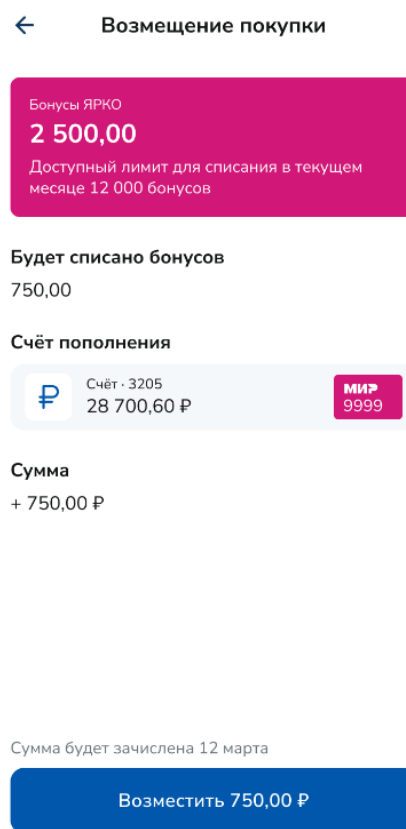 Возмещение покупки
Бонусы ЯРКО
2 500,00
Доступный лимит для списания в текущем
месяце 12 000 бонусов
Будет списано бонусов
750,00
Счёт пополнения
Счёт · 3205
28 700,60 ₽
МИР
9999
Сумма
+ 750,00 ₽
Сумма будет зачислена 12 марта
Возместить 750,00 ₽